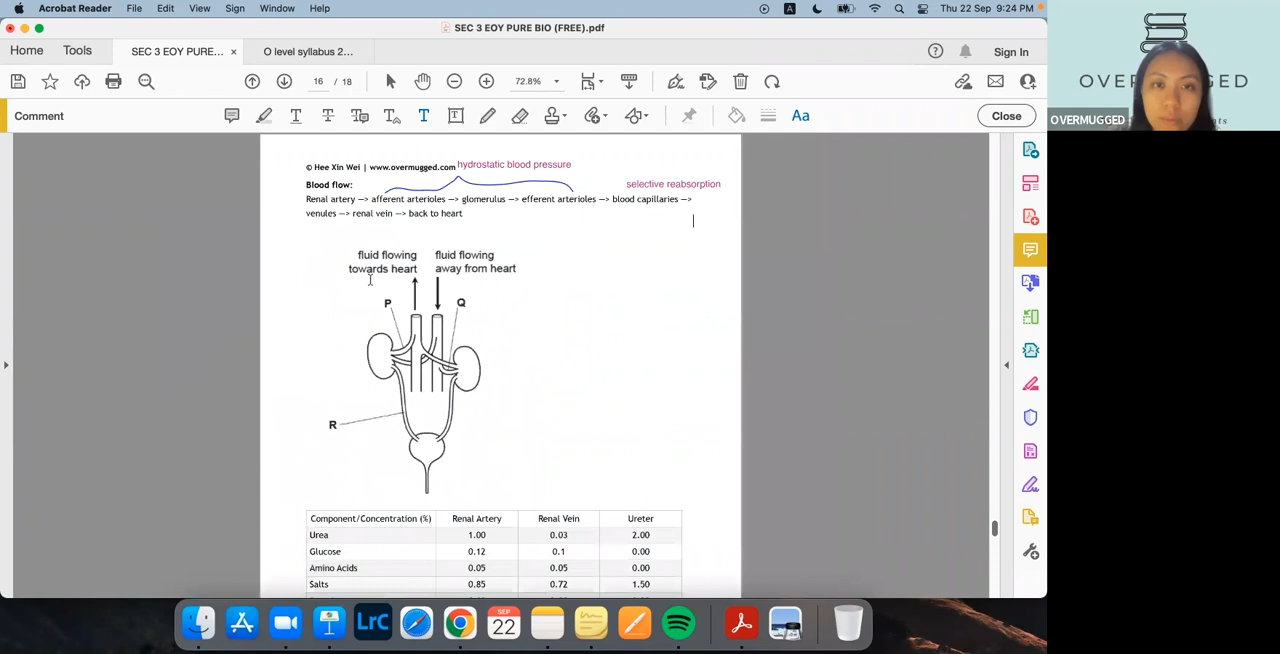 Acrobat Reader File Edit View Sign Window Help
A
Thu 22 Sep 9:24 PM
SEC 3 EOY PURE BIO (FREE).pdf
Home Tools SEC 3 EOY PURE... × O level syllabus 2... Sign In
16 / 18 72.8%
Comment
T T T Aa Close
© Hee Xin Wei | www.overmugged.com hydrostatic blood pressure
Blood flow: selective reabsorption
Renal artery —> afferent arterioles —> glomerulus —> efferent arterioles —> blood capillaries —>
venules —> renal vein —> back to heart
fluid flowing fluid flowing
towards heart away from heart
P Q
R
Component/Concentration (%) Renal Artery Renal Vein Ureter
Urea 1.00 0.03 2.00
Glucose 0.12 0.1 0.00
Amino Acids 0.05 0.05 0.00
Salts 0.85 0.72 1.50
LrC
SEP
22
OVERMUGGED